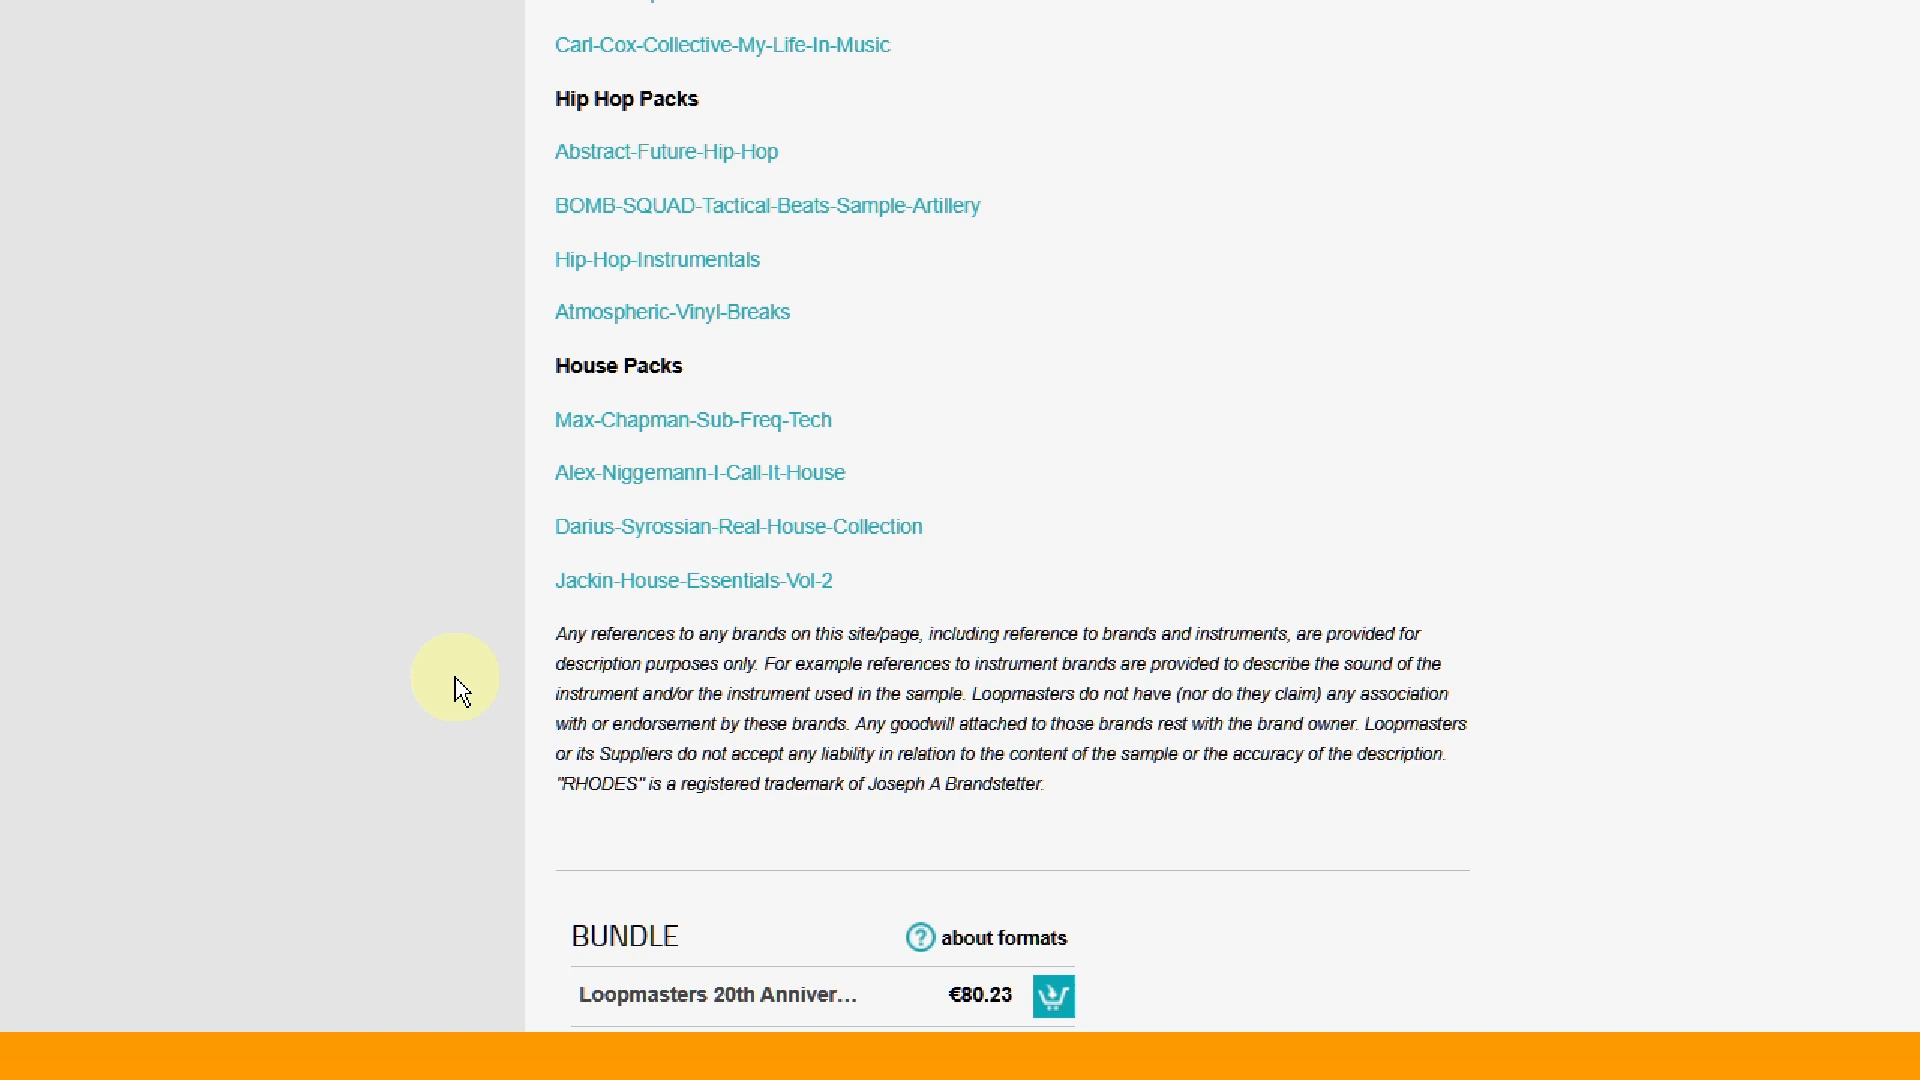 Carl-Cox-Collective-My-Life-In-Music
Hip Hop Packs
Abstract-Future-Hip-Hop
BOMB-SQUAD-Tactical-Beats-Sample-Artillery
Hip-Hop-Instrumentals
Atmospheric-Vinyl-Breaks
House Packs
Max-Chapman-Sub-Freq-Tech
Alex-Niggemann-I-Call-It-House
Darius-Syrossian-Real-House-Collection
Jackin-House-Essentials-Vol-2
Any references to any brands on this site/page, including reference to brands and instruments, are provided for
description purposes only. For example references to instrument brands are provided to describe the sound of the
instrument and/or the instrument used in the sample. Loopmasters do not have (nor do they claim) any association
with or endorsement by these brands. Any goodwill attached to those brands rest with the brand owner. Loopmasters
or its Suppliers do not accept any liability in relation to the content of the sample or the accuracy of the description.
"RHODES" is a registered trademark of Joseph A Brandstetter.
BUNDLE ? about formats
Loopmasters 20th Anniver... €80.23